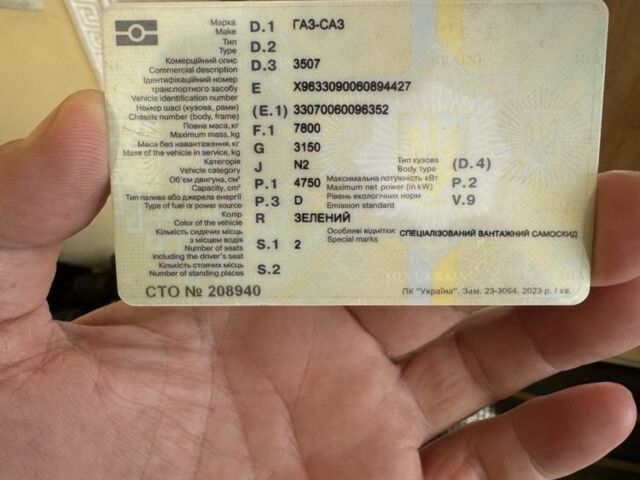 Марка D.1 ГАЗ-САЗ
Make
Тип D.2
Type
Комерційний опис D.3 3507
Commercial description
Ідентифікаційний номер
транспортного засобу E X9633090060894427
Vehicle identification number
Номер шасі (кузова, рами) (E.1) 33070060096352
Chassis number (body, frame)
Повна маса, кг F.1 7800
Maximum mass, kg
Маса без навантаження, кг G 3150
Mass of the vehicle in service, kg
Категорія J N2 Тип кузова (D.4)
Vehicle category Body type
Об'єм двигуна, см³ P.1 4750 Максимальна потужність кВт P.2
Capacity, cm³ Maximum net power (in kW)
Тип палива або джерела енергії P.3 D Рівень екологічних норм V.9
Type of fuel or power source Emission standard
Колір R ЗЕЛЕНИЙ
Color of the vehicle
Кількість сидячих місць Особливі відмітки: СПЕЦІАЛІЗОВАНИЙ ВАНТАЖНИЙ САМОСКИД
з місцем водія S.1 2 Special marks
Number of seats
including the driver's seat
Кількість стоячих місць S.2
Number of standing places
СТО № 208940 ПК "Україна". Зам. 23-3064. 2023 р. I кв.